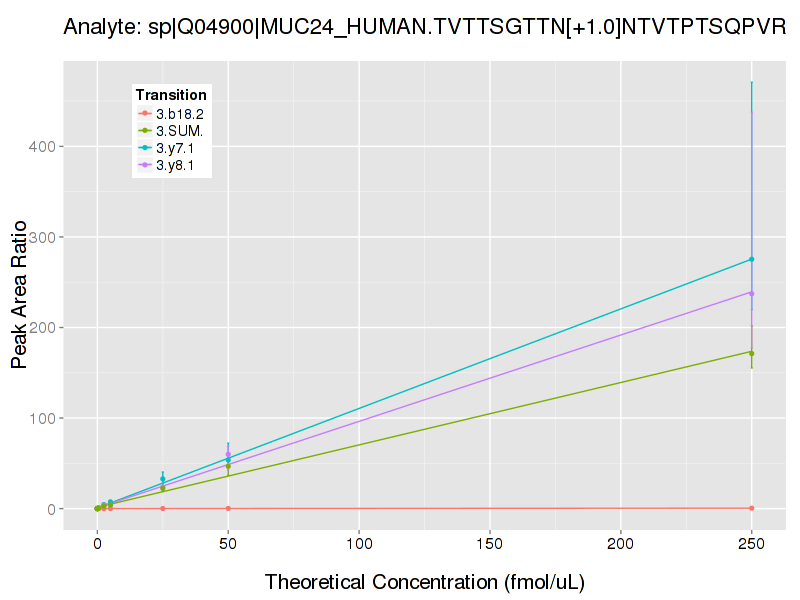 Analyte: sp|Q04900|MUC24_HUMAN.TVTTSGTTN[+1.0]NTVTPTSQPVR
Transition
3.b18.2
3.SUM.
3.y7.1
3.y8.1
400
300
200
100
0
Peak Area Ratio
0 50 100 150 200 250
Theoretical Concentration (fmol/uL)